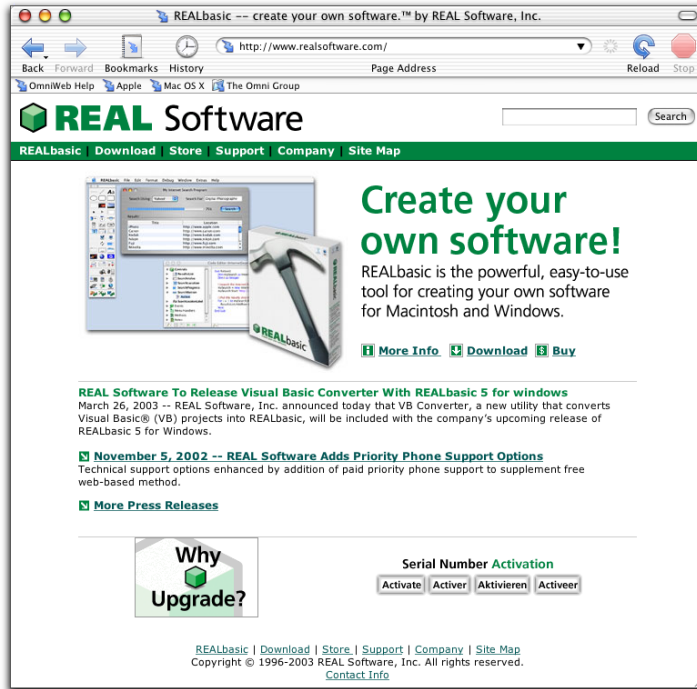 REALbasic -- create your own software.™ by REAL Software, Inc.
http://www.realsoftware.com/
Back Forward Bookmarks History Page Address Reload Stop
OmniWeb Help Apple Mac OS X The Omni Group
REAL Software
Search
REALbasic | Download | Store | Support | Company | Site Map
Create your
own software!
REALbasic is the powerful, easy-to-use
tool for creating your own software
for Macintosh and Windows.
More Info Download Buy
REALbasic
REAL Software To Release Visual Basic Converter With REALbasic 5 for windows
March 26, 2003 -- REAL Software, Inc. announced today that VB Converter, a new utility that converts
Visual Basic® (VB) projects into REALbasic, will be included with the company's upcoming release of
REALbasic 5 for Windows.
November 5, 2002 -- REAL Software Adds Priority Phone Support Options
Technical support options enhanced by addition of paid priority phone support to supplement free
web-based method.
More Press Releases
Why
Upgrade?
Serial Number Activation
Activate Activer Aktivieren Activeer
REALbasic | Download | Store | Support | Company | Site Map
Copyright © 1996-2003 REAL Software, Inc. All rights reserved.
Contact Info